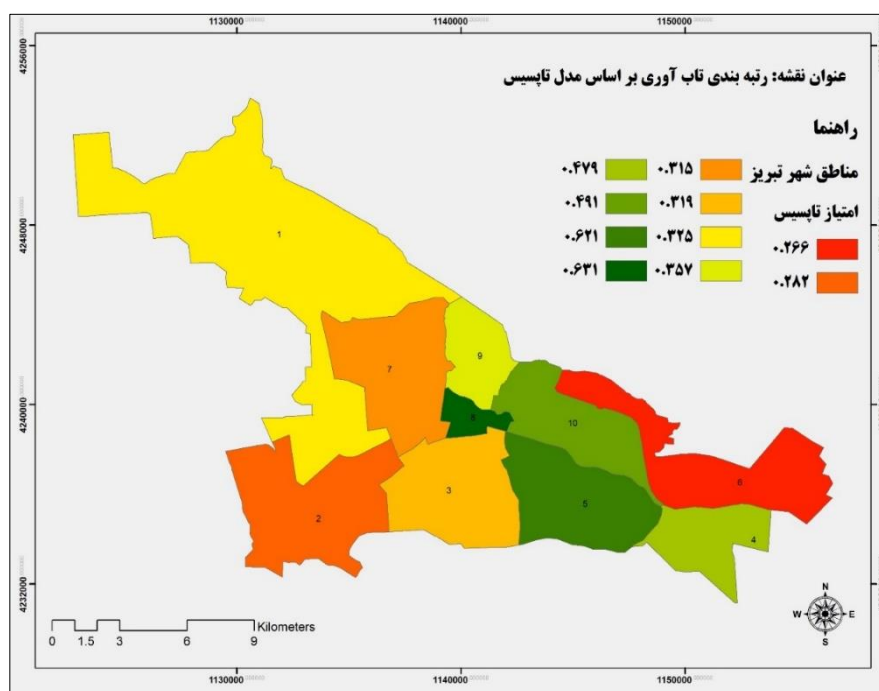 1130000 1140000 1150000
4256000
4248000
4240000
4232000
عنوان نقشه: رتبه بندی تاب آوری بر اساس مدل تاپسیس
راهنما
مناطق شهر تبریز
امتیاز تاپسیس
۰.۲۶۶
۰.۲۸۲
۰.۳۱۵
۰.۳۱۹
۰.۳۲۵
۰.۳۵۷
۰.۴۷۹
۰.۴۹۱
۰.۶۲۱
۰.۶۳۱
1
9
7
8
10
6
3
5
2
4
N
W E
S
Kilometers
0 1.5 3 6 9
1130000 1140000 1150000